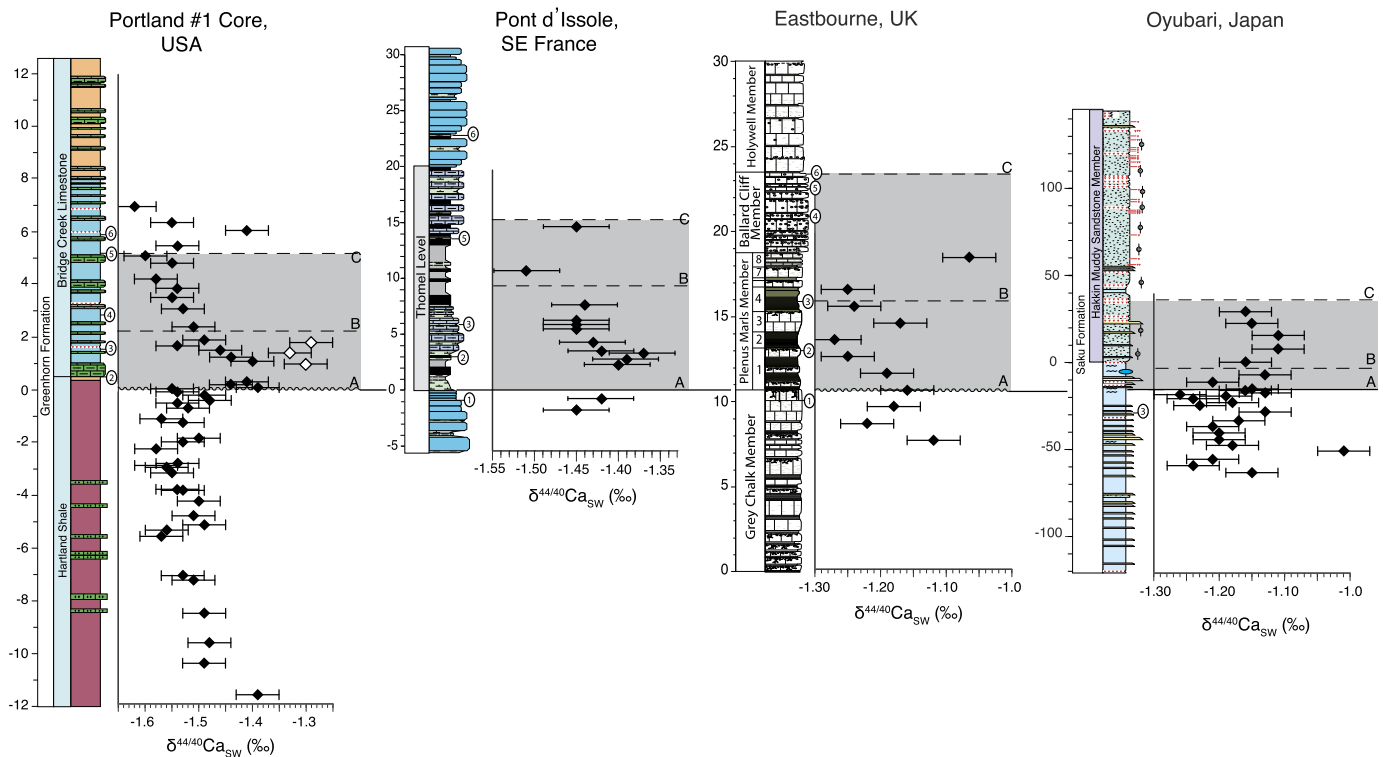 Portland #1 Core,
USA
12
10
8
6
4
2
0
-2
-4
-6
-8
-10
-12
Greenhorn Formation
Bridge Creek Limestone
Hartland Shale
6
5
4
3
2
C
B
A
-1.6
-1.5
-1.4
-1.3
δ44/40CaSW (‰)
Pont d'Issole,
SE France
30
25
20
15
10
5
0
-5
Thomel Level
6
5
3
2
1
C
B
A
-1.55
-1.50
-1.45
-1.40
-1.35
δ44/40CaSW (‰)
Eastbourne, UK
30
25
20
15
10
5
0
Holywell Member
Ballard Cliff
Member
Plenus Marls Member
Grey Chalk Member
8
7
4
3
2
1
6
5
4
3
2
1
C
B
A
-1.30
-1.20
-1.10
-1.0
δ44/40CaSW (‰)
Oyubari, Japan
100
50
0
-50
-100
Saku Formation
Hakkin Muddy Sandstone Member
3
C
B
A
-1.30
-1.20
-1.10
-1.0
δ44/40CaSW (‰)